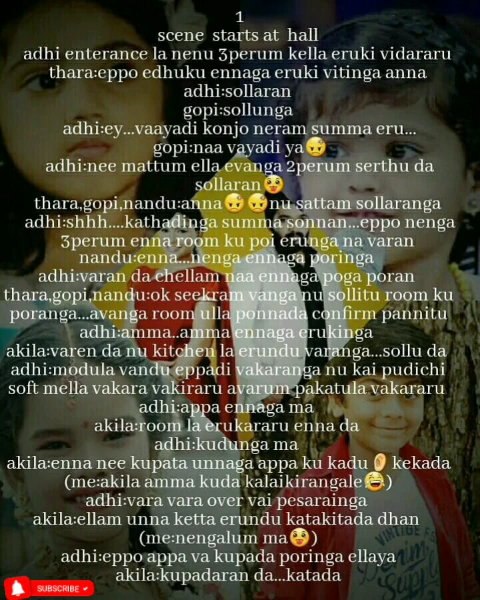 1
scene starts at hall
adhi enterance la nenu 3perum kella eruki vidararu
thara:eppo edhuku ennaga eruki vitinga anna
adhi:sollaran
gopi:sollunga
adhi:ey...vaayadi konjo neram summa eru...
gopi:naa vayadi ya😓
adhi:nee mattum ella evanga 2perum serthu da
sollaran😜
thara,gopi,nandu:anna😓😓nu sattam sollaranga
adhi:shhh....kathadinga summa sonnan...eppo nenga
3perum enna room ku poi erunga na varan
nandu:enna...nenga ennaga poringa
adhi:varan da chellam naa ennaga poga poran
thara,gopi,nandu:ok seekram vanga nu sollitu room ku
poranga...avanga room ulla ponnada confirm pannitu
adhi:amma..amma ennaga erukinga
akila:varen da nu kitchen la erundu varanga...sollu da
adhi:modula vandu eppadi vakaranga nu kai pudichi
soft mella vakara vakiraru avarum pakatula vakararu
adhi:appa ennaga ma
akila:room la erukararu enna da
adhi:kudunga ma
akila:enna nee kupata unnaga appa ku kadu👂kekada
(me:akila amma kuda kalaikirangale😂)
adhi:vara vara over vai pesarainga
akila:ellam unna ketta erundu katakitada dhan
(me:nengalum ma😜)
adhi:eppo appa va kupada poringa ellaya
akila:kupadaran da...katada
SUBSCRIBE